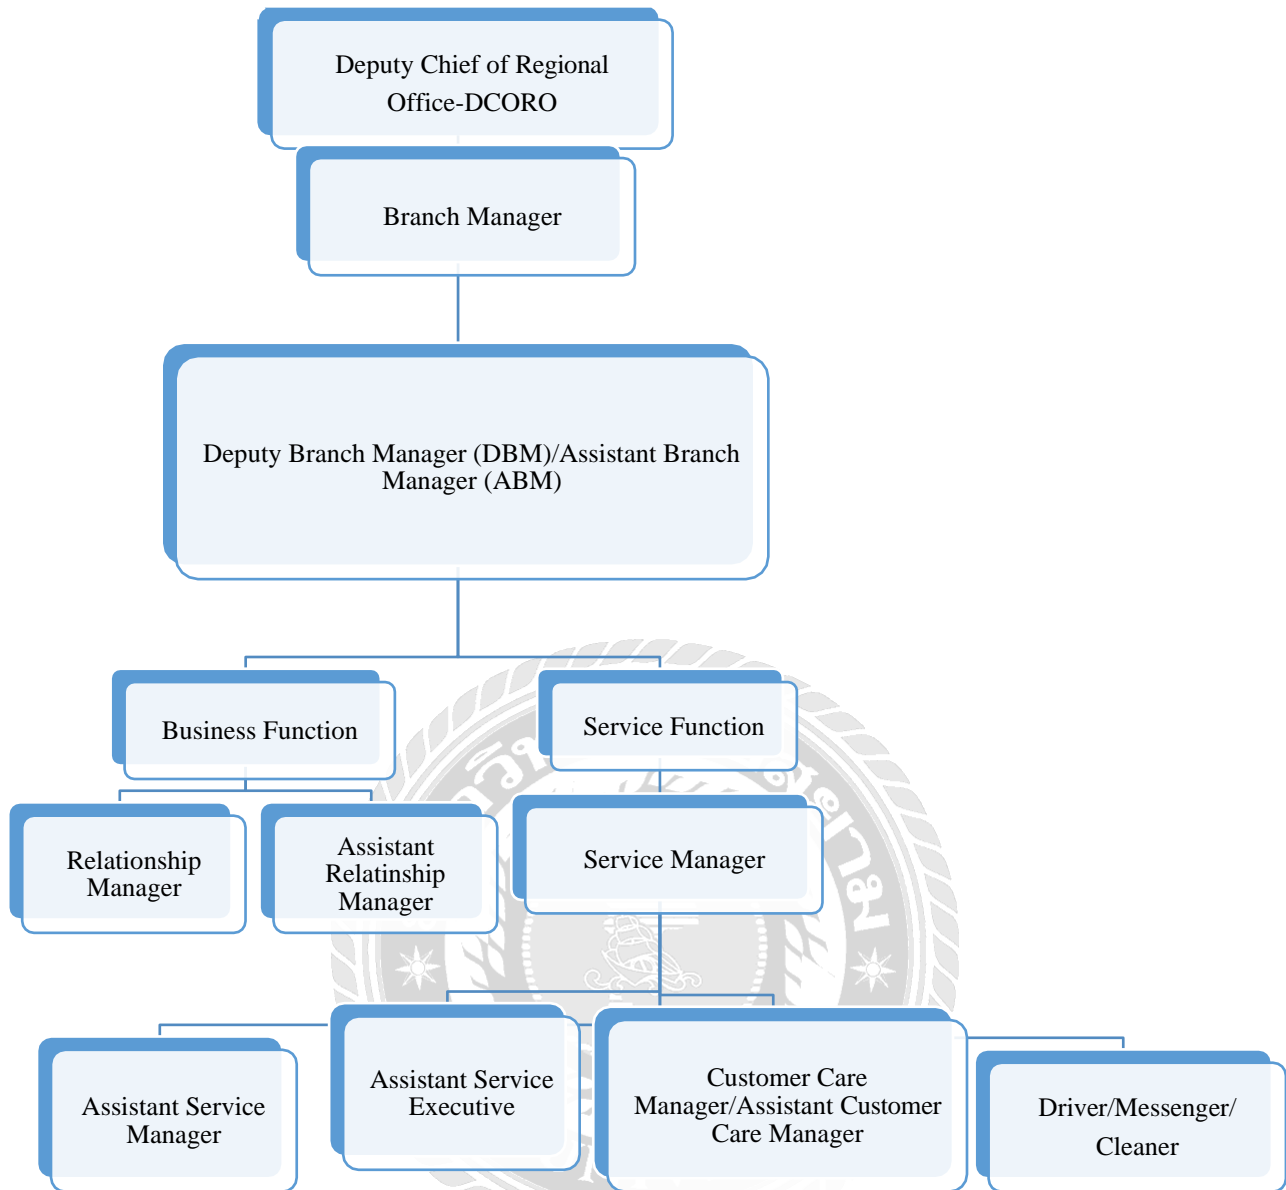 Deputy Chief of Regional
Office-DCORO
Branch Manager
Deputy Branch Manager (DBM)/Assistant Branch
Manager (ABM)
Business Function
Service Function
Relationship
Manager
Assistant
Relatinship
Manager
Service Manager
Assistant Service
Manager
Assistant Service
Executive
Customer Care
Manager/Assistant Customer
Care Manager
Driver/Messenger/
Cleaner